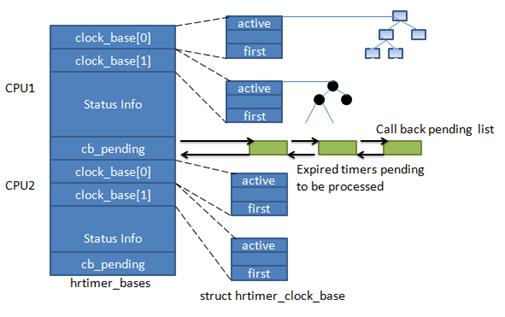 clock_base[0]
clock_base[1]
CPU1
Status Info
cb_pending
CPU2
clock_base[0]
clock_base[1]
Status Info
cb_pending
hrtimer_bases
active
first
active
first
Call back pending list
Expired timers pending
to be processed
active
first
active
first
struct hrtimer_clock_base